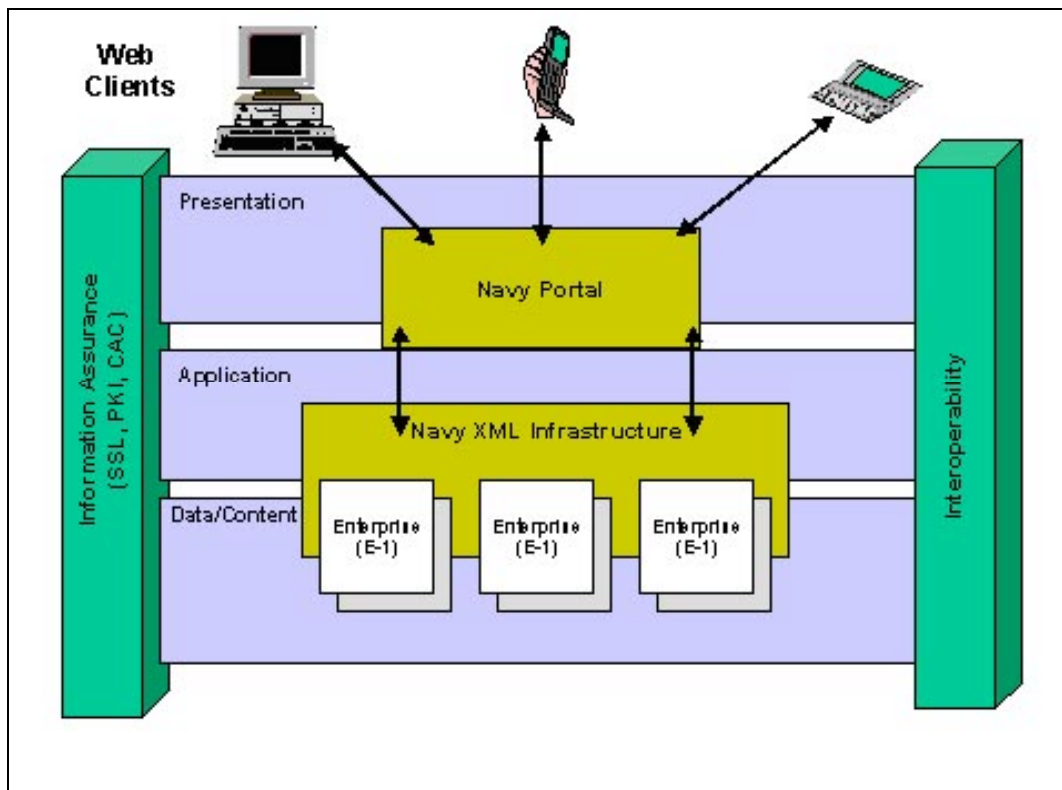 Web
Clients
Presentation
Navy Portal
Application
Navy XML Infrastructure
Data/Content
Enterprise
(E-1)
Enterprise
(E-1)
Enterprise
(E-1)
Information Assurance
(SSL, PKI, CAC)
Interoperability